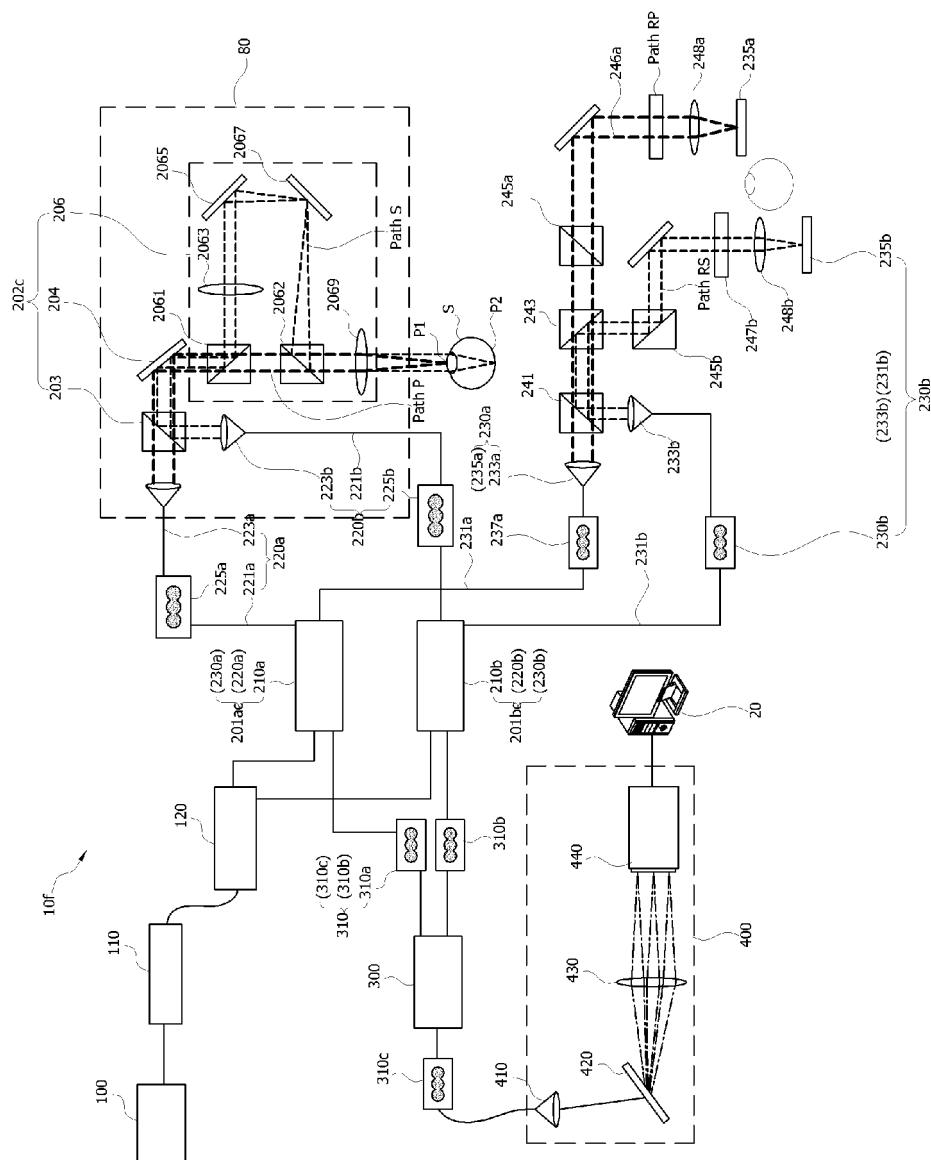 10f
100
110
120
202c
203
204
206
2061
2063
2062
2065
2067
2069
80
Path S
Path P
P1
S
P2
223a
221a
220a
225a
223b
221b
225b
220b
(230a)
(220a)
210a
201ac
210b
(220b)
(230b)
201bc
231a
231b
237a
230a
(235a)
233a
233b
241
243
245a
245b
246a
Path RP
248a
235a
Path RS
247b
248b
235b
(233b)
(231b)
230b
230b
(310c)
(310b)
310a
310
310b
300
310c
410
420
430
440
400
20